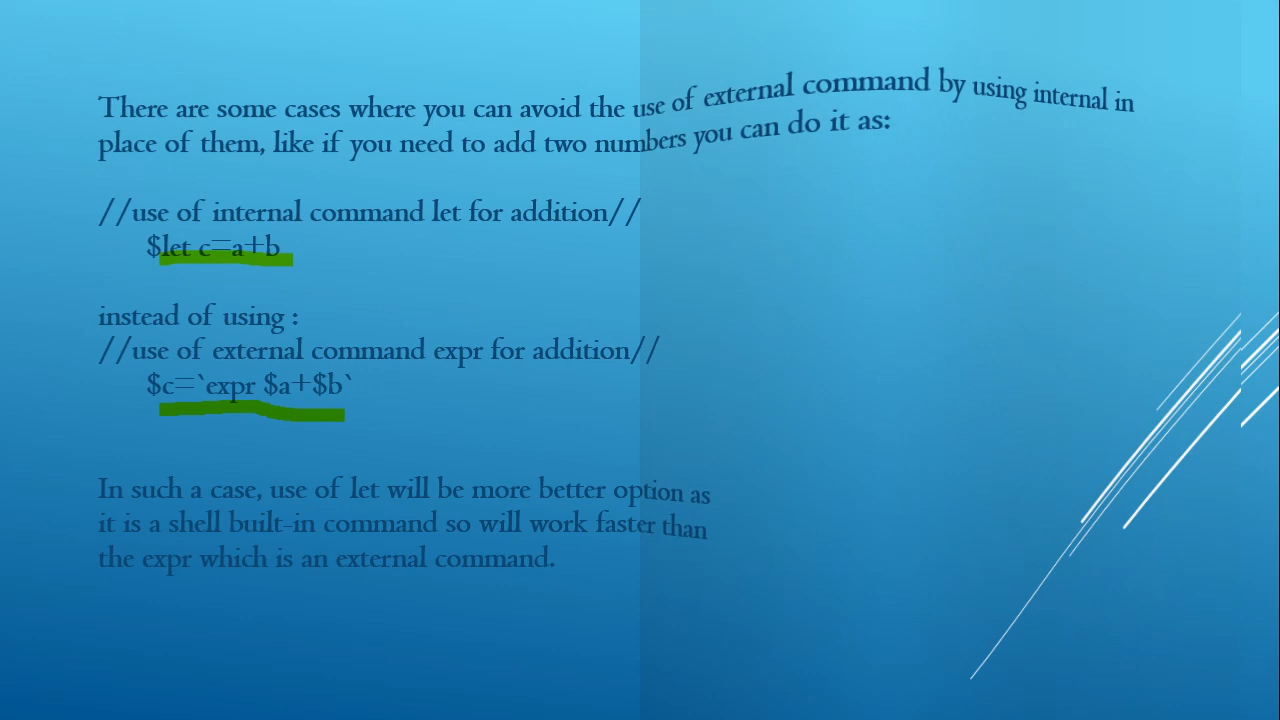 There are some cases where you can avoid the use of external command by using internal in
place of them, like if you need to add two numbers you can do it as:
//use of internal command let for addition//
$let c=a+b
instead of using :
//use of external command expr for addition//
$c=`expr $a+$b`
In such a case, use of let will be more better option as
it is a shell built-in command so will work faster than
the expr which is an external command.